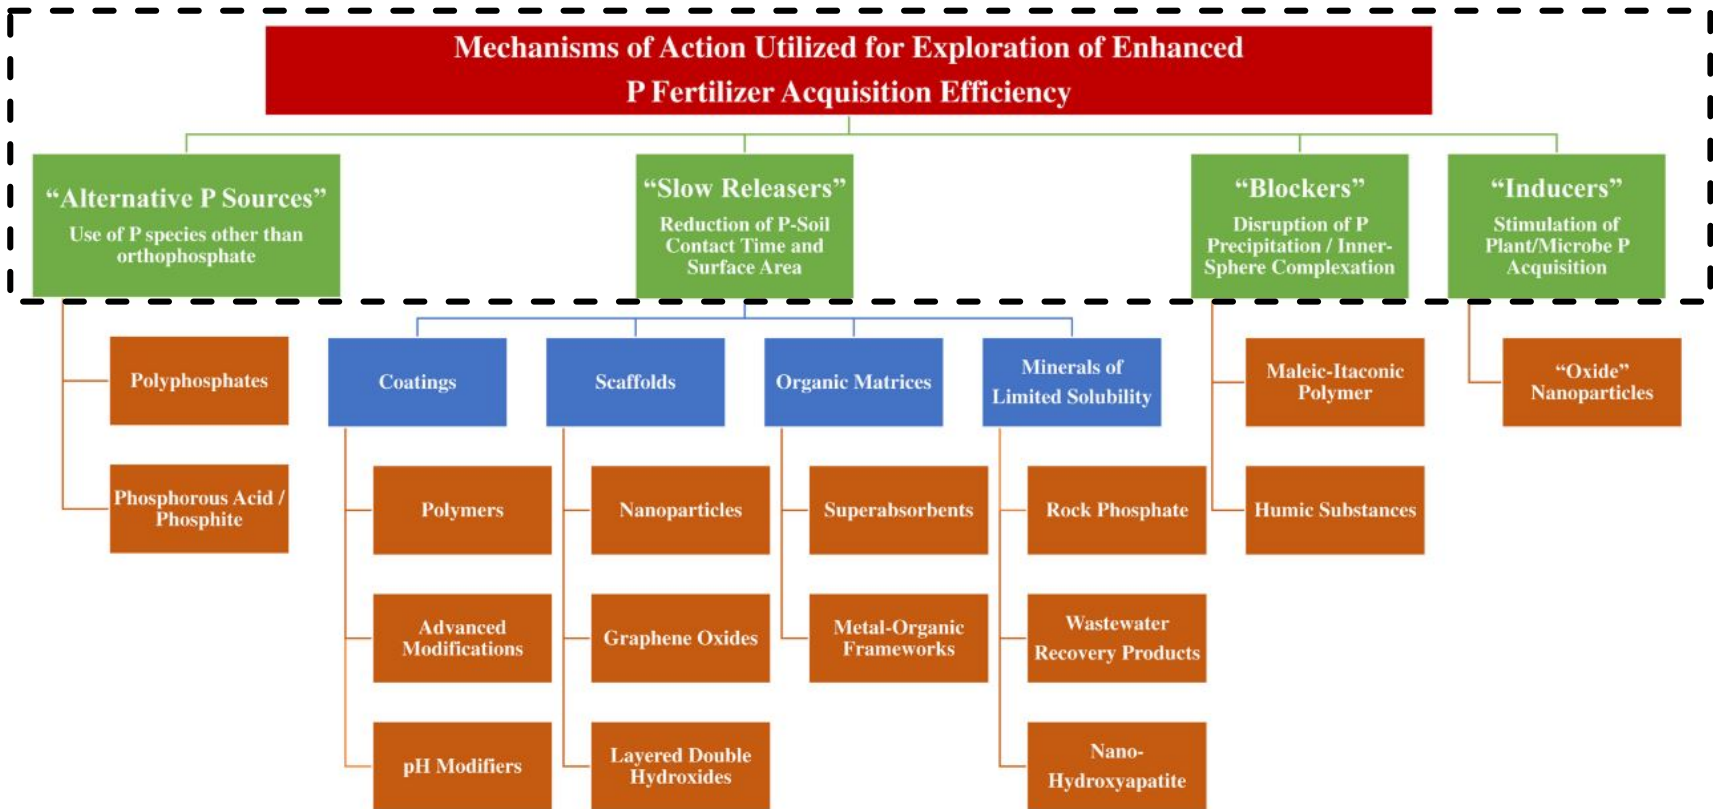 Mechanisms of Action Utilized for Exploration of Enhanced
P Fertilizer Acquisition Efficiency
“Alternative P Sources”
Use of P species other than
orthophosphate
“Slow Releasers”
Reduction of P-Soil
Contact Time and
Surface Area
“Blockers”
Disruption of P
Precipitation / Inner-
Sphere Complexation
“Inducers”
Stimulation of
Plant/Microbe P
Acquisition
Polyphosphates
Phosphorous Acid /
Phosphite
Coatings
Polymers
Advanced
Modifications
pH Modifiers
Scaffolds
Nanoparticles
Graphene Oxides
Layered Double
Hydroxides
Organic Matrices
Superabsorbents
Metal-Organic
Frameworks
Minerals of
Limited Solubility
Rock Phosphate
Wastewater
Recovery Products
Nano-
Hydroxyapatite
Maleic-Itaconic
Polymer
Humic Substances
“Oxide”
Nanoparticles